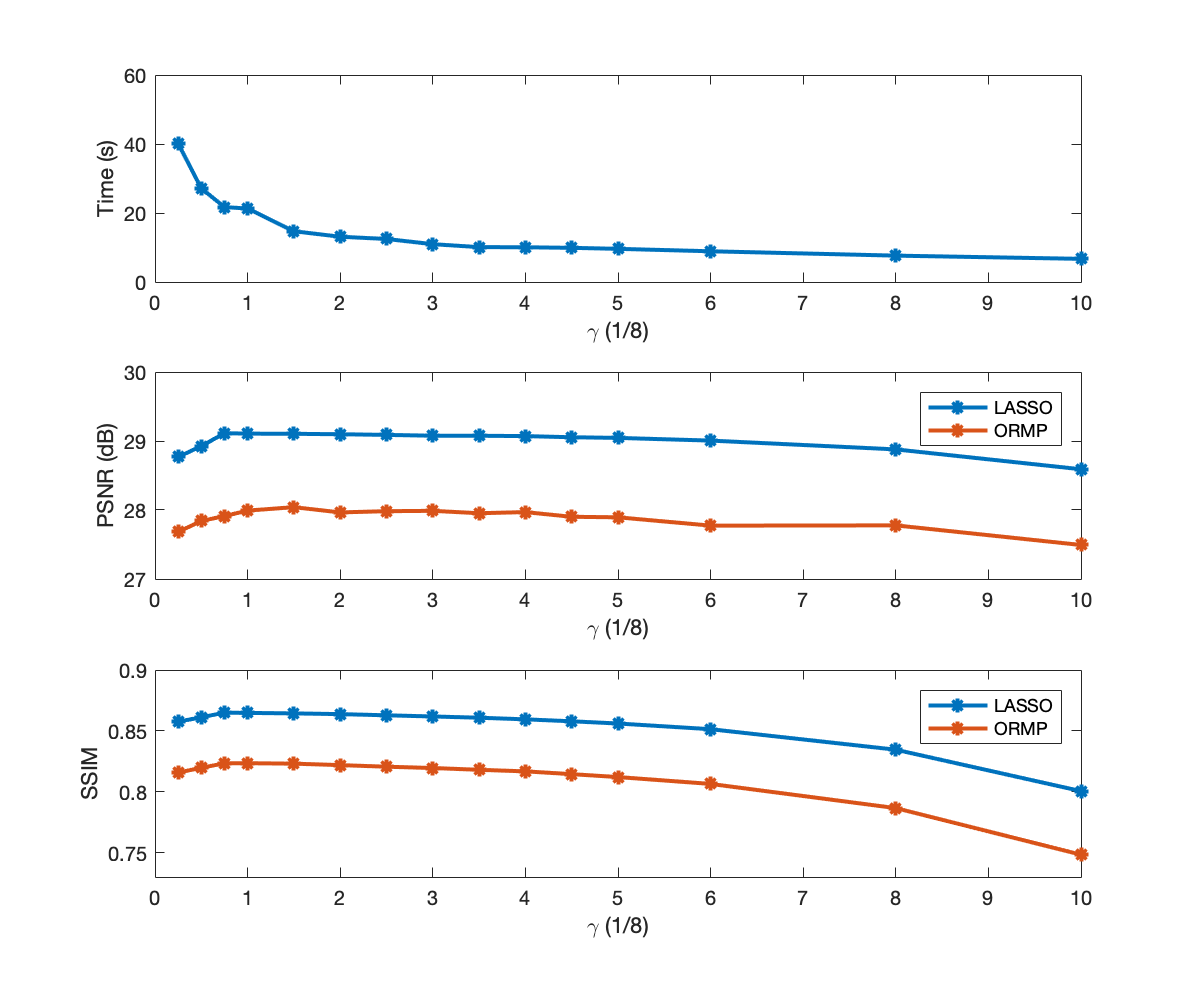 60
40
20
0
Time (s)
0 1 2 3 4 5 6 7 8 9 10
γ (1/8)
30
29
28
27
PSNR (dB)
LASSO
ORMP
0 1 2 3 4 5 6 7 8 9 10
γ (1/8)
0.9
0.85
0.8
0.75
SSIM
LASSO
ORMP
0 1 2 3 4 5 6 7 8 9 10
γ (1/8)